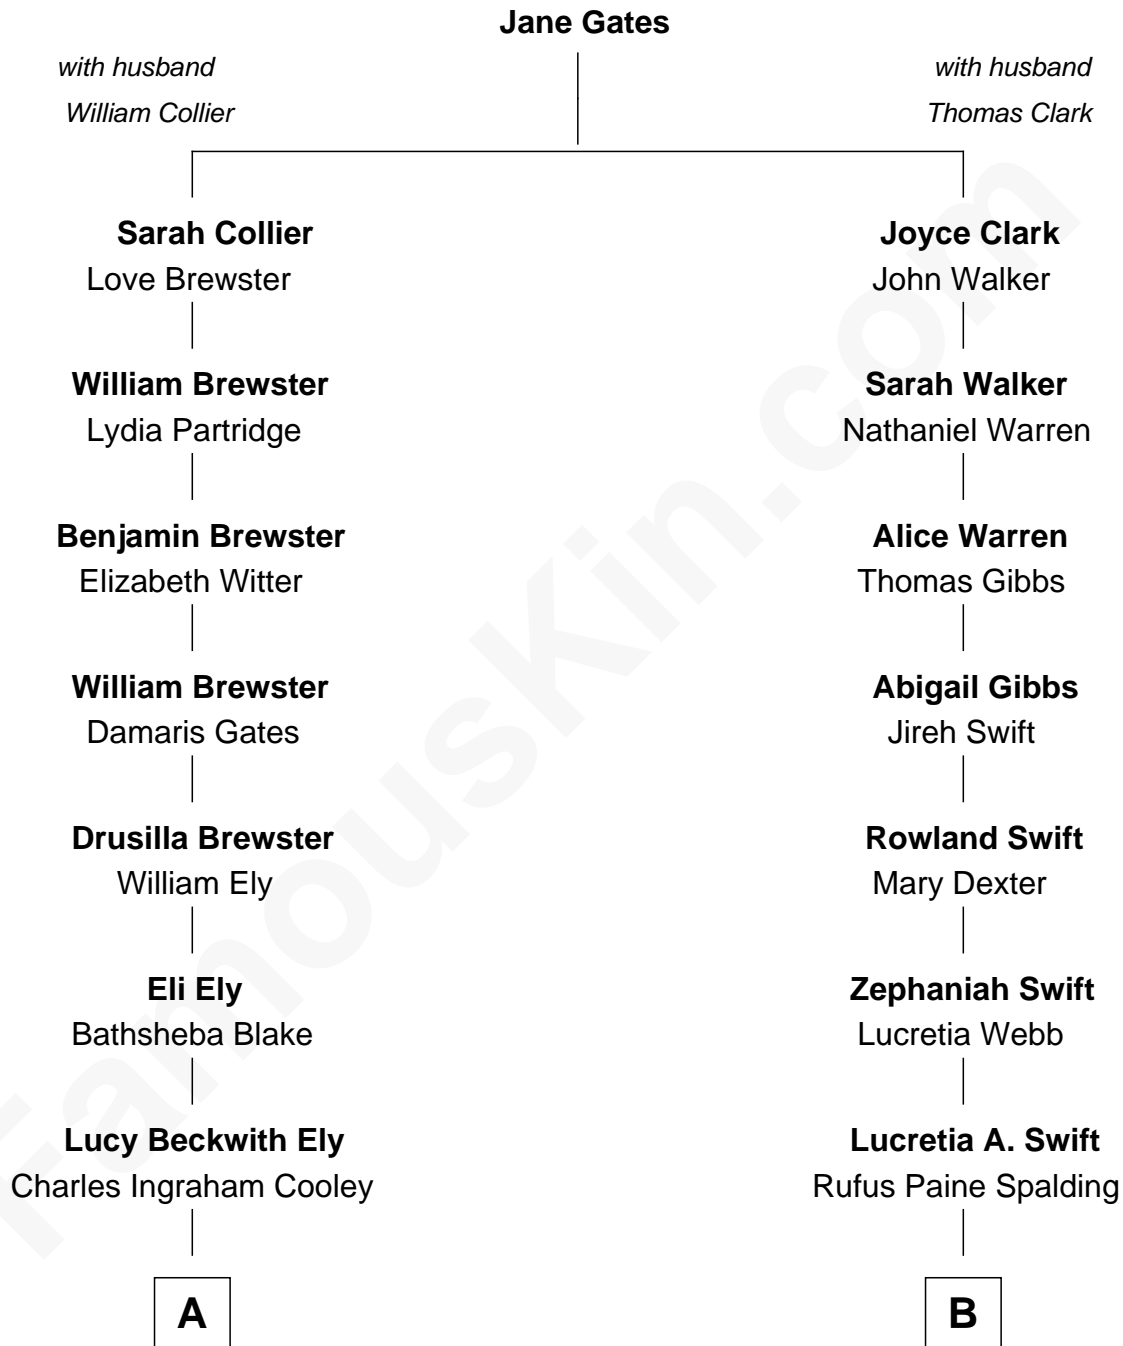 Jane Gates
with husband
William Collier
with husband
Thomas Clark
Sarah Collier
Love Brewster
Joyce Clark
John Walker
William Brewster
Lydia Partridge
Sarah Walker
Nathaniel Warren
Benjamin Brewster
Elizabeth Witter
Alice Warren
Thomas Gibbs
William Brewster
Damaris Gates
Abigail Gibbs
Jireh Swift
Drusilla Brewster
William Ely
Rowland Swift
Mary Dexter
Eli Ely
Bathsheba Blake
Zephaniah Swift
Lucretia Webb
Lucy Beckwith Ely
Charles Ingraham Cooley
Lucretia A. Swift
Rufus Paine Spalding
A
B
FamousKin.com